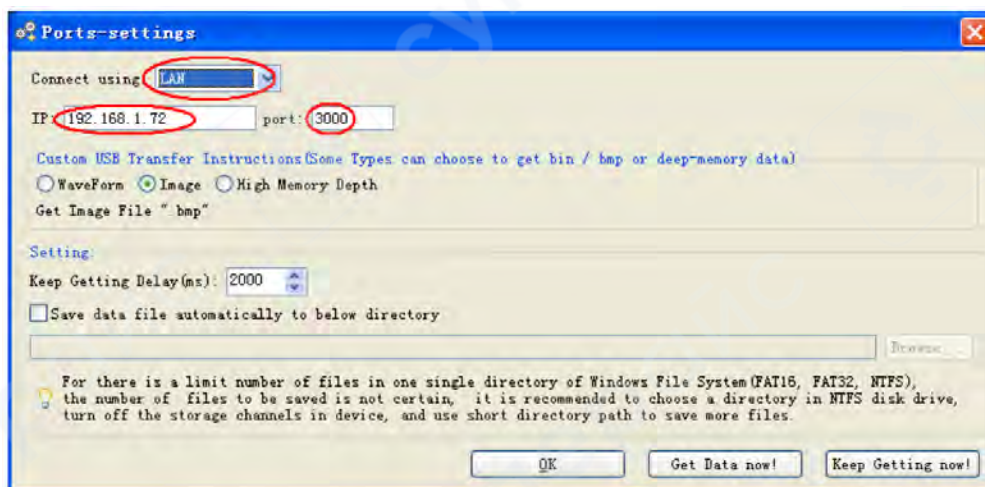 Ports-settings
Connect using: LAN
IP: 192.168.1.72 port: 3000
Custom USB Transfer Instructions(Some Types can choose to get bin / bmp or deep-memory data)
WaveForm Image High Memory Depth
Get Image File " bmp"
Setting:
Keep Getting Delay(ms): 2000
Save data file automatically to below directory
Browse...
For there is a limit number of files in one single directory of Windows File System(FAT16, FAT32, NTFS),
the number of files to be saved is not certain, it is recommended to choose a directory in NTFS disk drive,
turn off the storage channels in device, and use short directory path to save more files.
OK Get Data now! Keep Getting now!